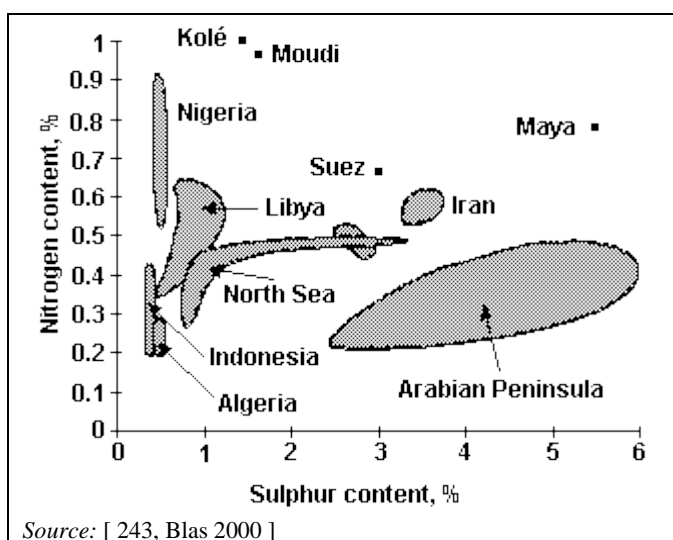 Kolé
Moudi
Nigeria
Maya
Suez
Libya
Iran
North Sea
Indonesia
Algeria
Arabian Peninsula
Nitrogen content, %
1
0.9
0.8
0.7
0.6
0.5
0.4
0.3
0.2
0.1
0
0 1 2 3 4 5 6
Sulphur content, %
Source: [ 243, Blas 2000 ]